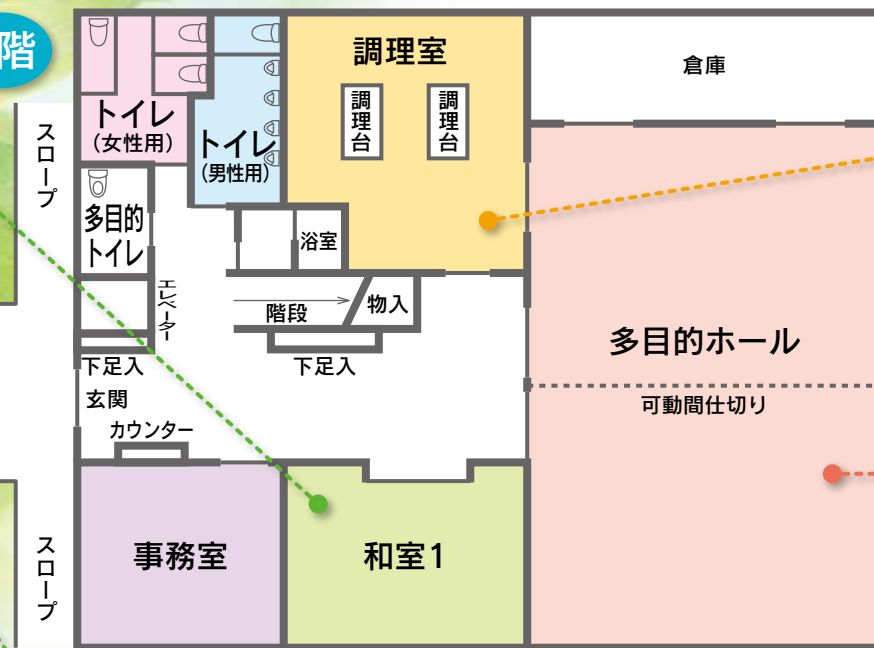 階
調理室
調理台
調理台
倉庫
トイレ
(女性用)
トイレ
(男性用)
スロープ
多目的
トイレ
浴室
エレベーター
階段
物入
下足入
下足入
玄関
カウンター
多目的ホール
可動間仕切り
事務室
和室1
スロープ